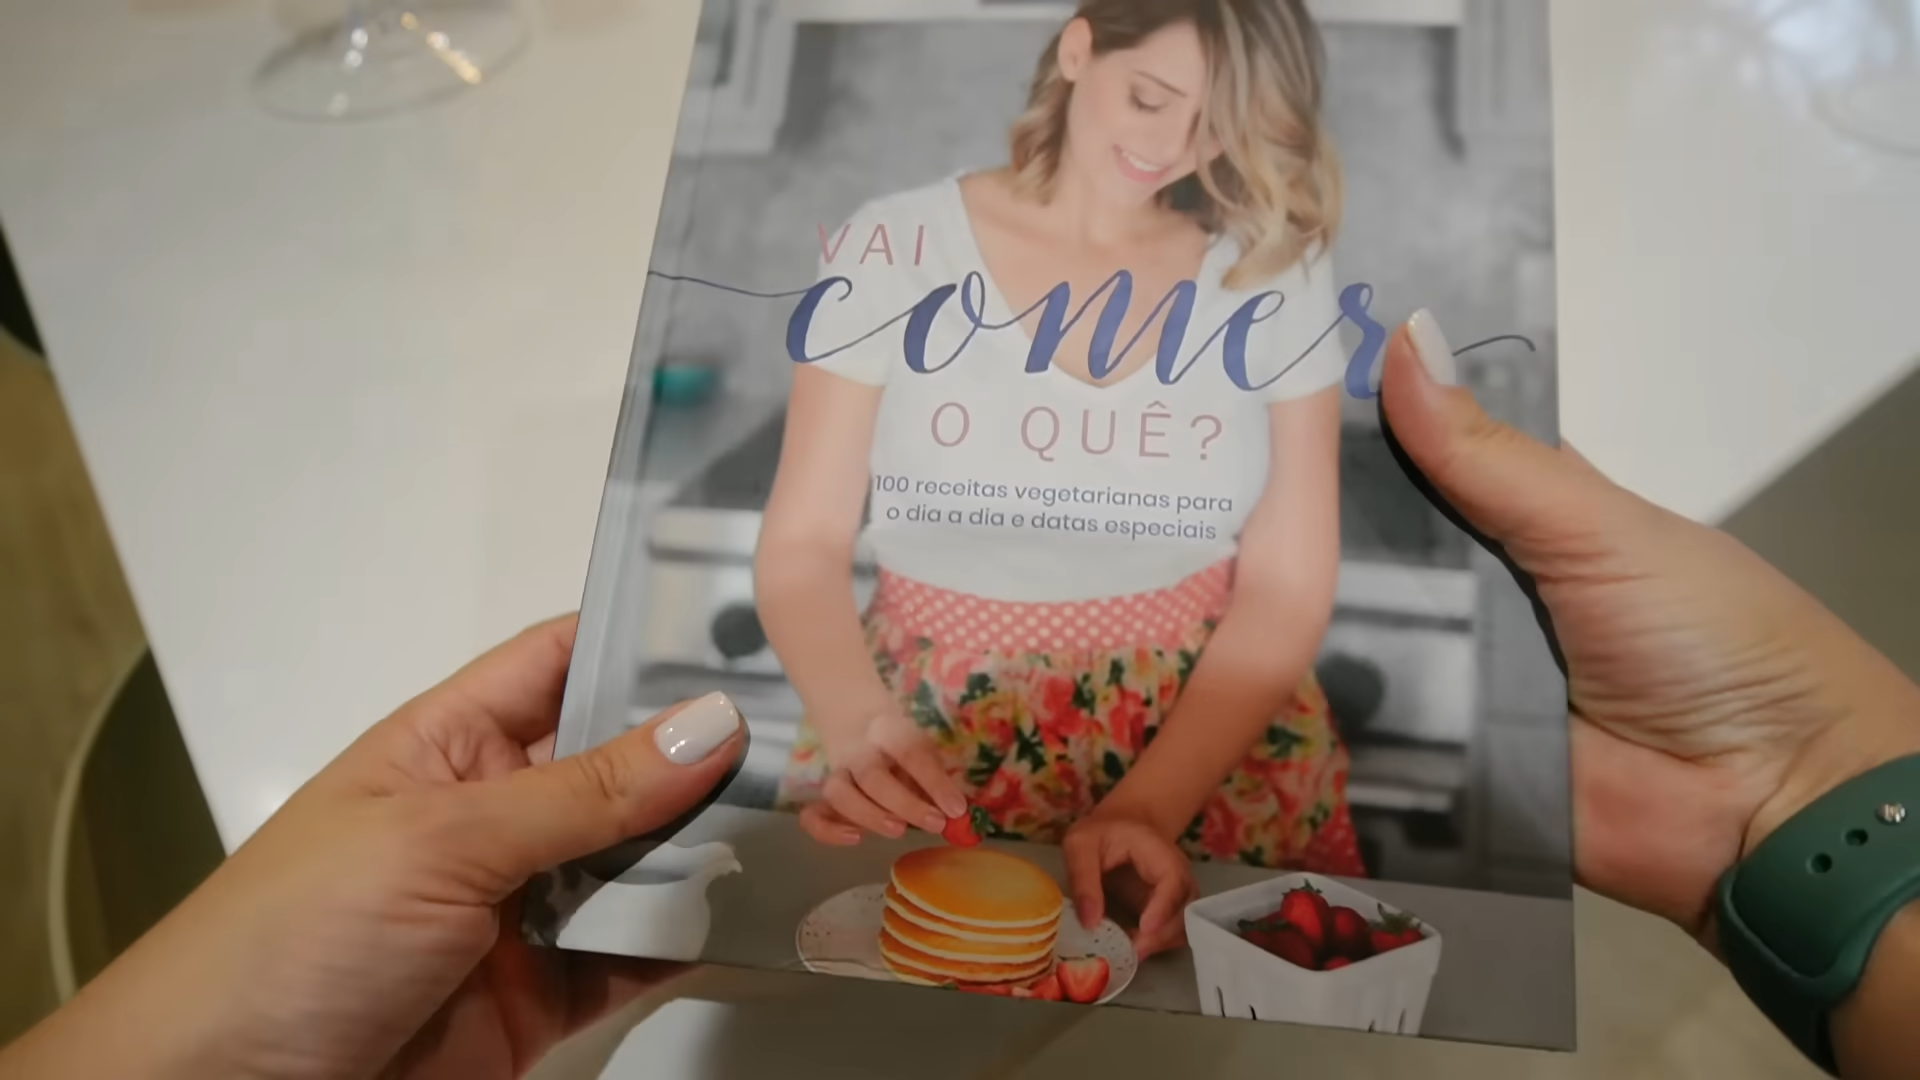 VAI
comer
O QUÊ?
100 receitas vegetarianas para
o dia a dia e datas especiais